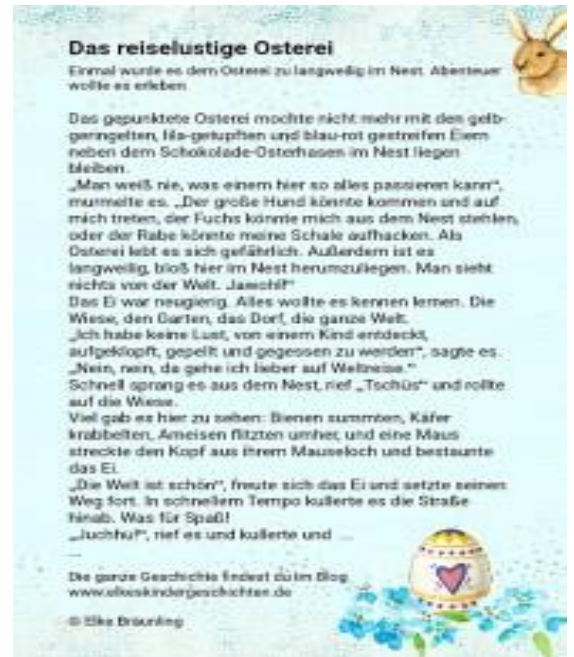 Das reiselustige Osterei
Einmal wurde es dem Osterei zu langweilig im Nest. Abenteuer
wollte es erleben
Das gepunktete Osterei mochte nicht mehr mit den gelb-
geringelten, lila-getupften und blau-rot gestreifen Eiern
neben dem Schokolade-Osterhasen im Nest liegen
bleiben.
„Man weiß nie, was einem hier so alles passieren kann“,
murmelte es. „Der große Hund könnte kommen und auf
mich treten, der Fuchs könnte mich aus dem Nest stehlen,
oder der Rabe könnte meine Schale aufhacken. Als
Osterei lebt es sich gefährlich. Außerdem ist es
langweilig, bloß hier im Nest herumzuliegen. Man sieht
nichts von der Welt. Jawohl!“
Das Ei war neugierig. Alles wollte es kennen lernen. Die
Wiese, den Garten, das Dorf, die ganze Welt.
„Ich habe keine Lust, von einem Kind entdeckt,
aufgeklopft, gepellt und gegessen zu werden“, sagte es.
„Nein, nein, da gehe ich lieber auf Weltreise.“
Schnell sprang es aus dem Nest, rief „Tschüs“ und rollte
auf die Wiese.
Viel gab es hier zu sehen: Bienen summten, Käfer
krabbelten, Ameisen flitzten umher, und eine Maus
streckte den Kopf aus ihrem Mauseloch und bestaunte
das Ei.
„Die Welt ist schön“, freute sich das Ei und setzte seinen
Weg fort. In schnellem Tempo kullerte es die Straße
hinab. Was für Spaß!
„Juchhu!“, rief es und kullerte und ...
...
Die ganze Geschichte findest du im Blog
www.elkeskindergeschichten.de
© Elke Bräunling